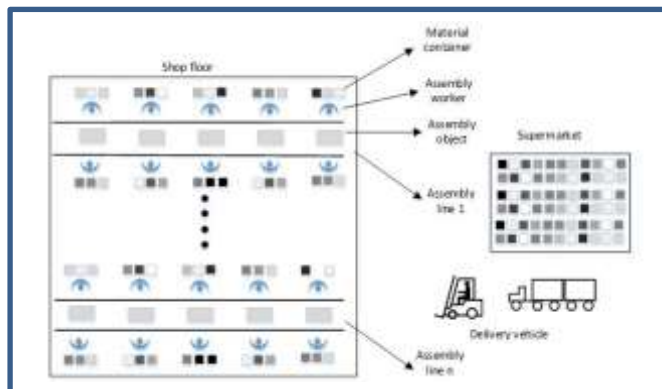 Material
container
Shop floor
Assembly
worker
Assembly
object
Supermarket
Assembly
line 1
Delivery vehicle
Assembly
line n